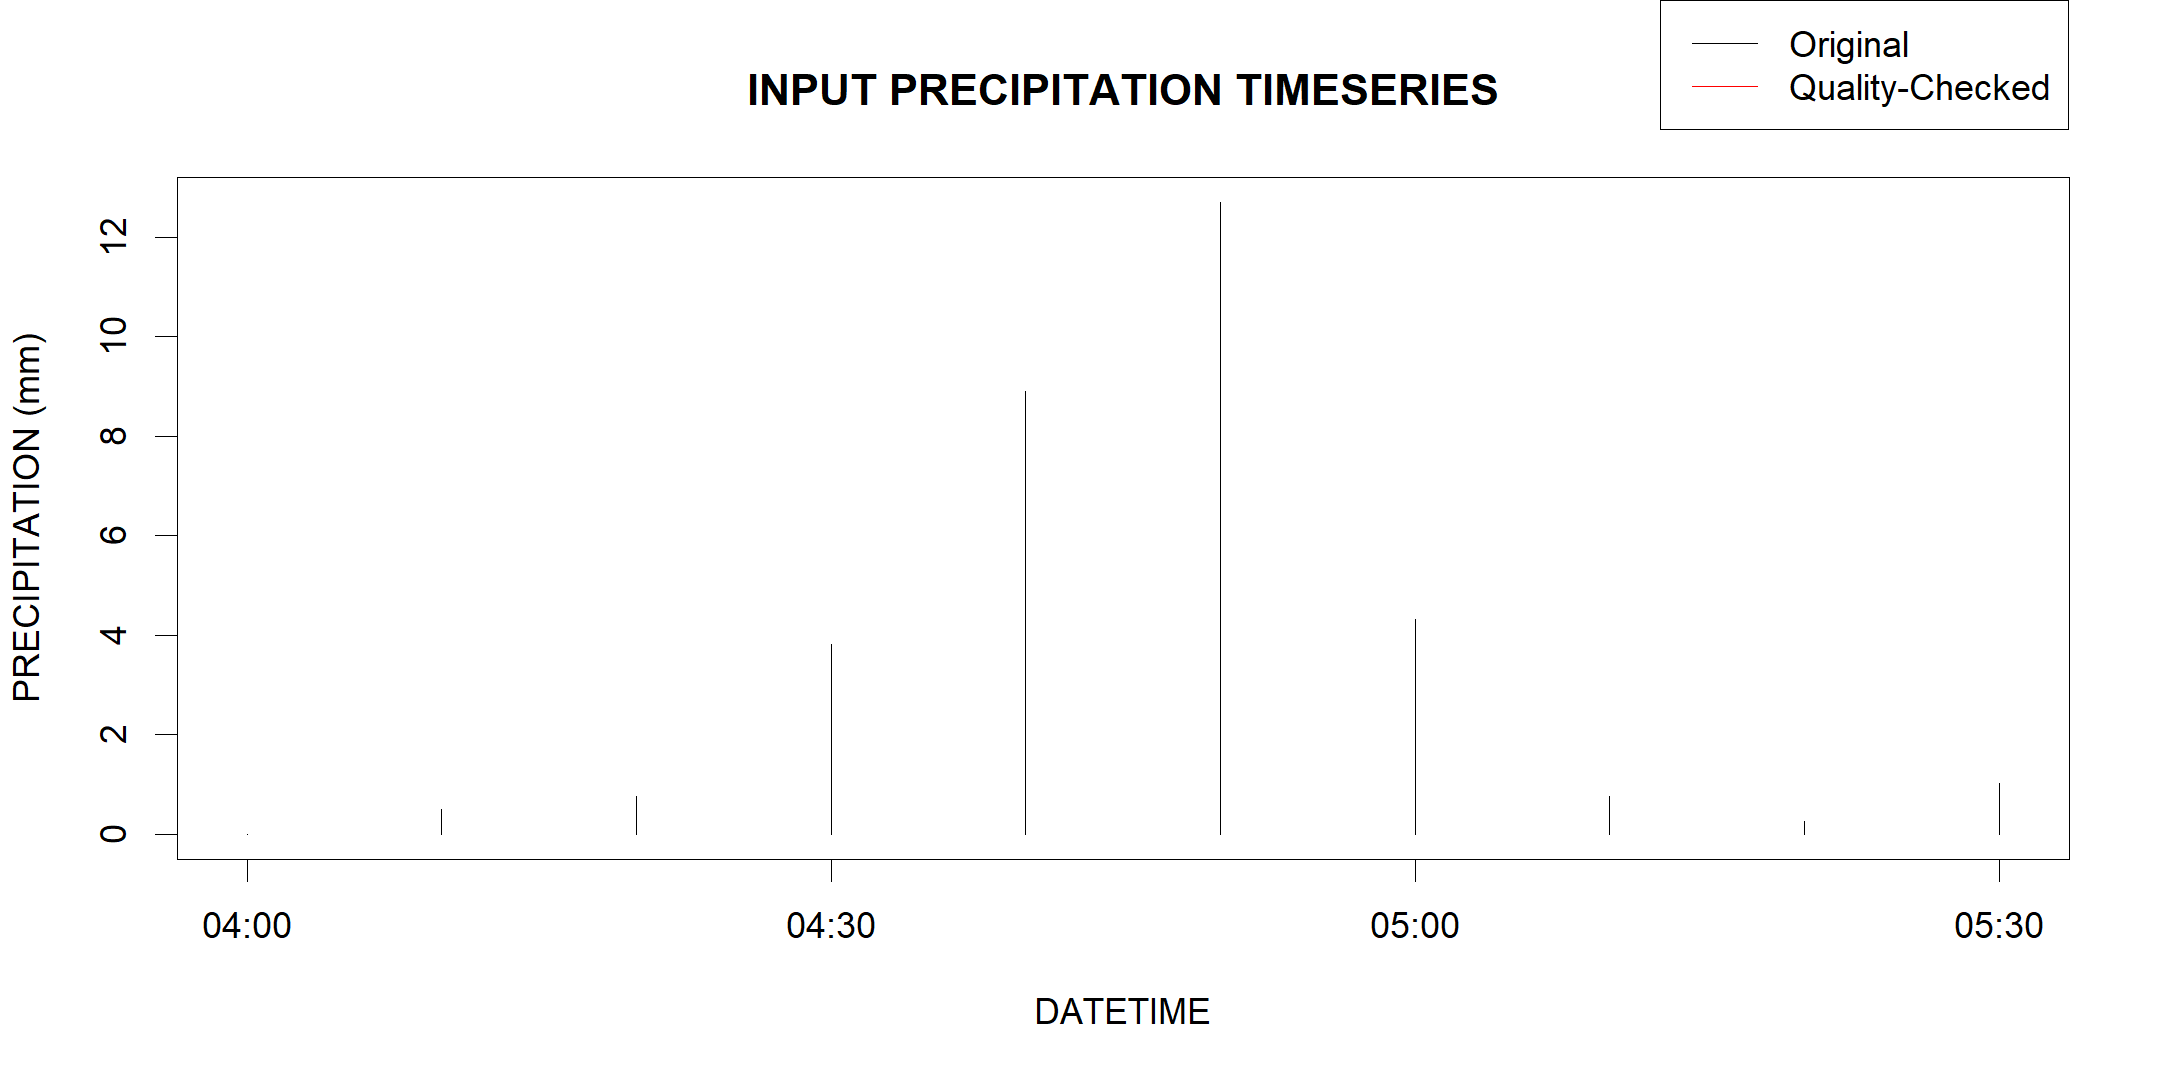 Original
Quality-Checked
INPUT PRECIPITATION TIMESERIES
PRECIPITATION (mm)
12
10
8
6
4
2
0
04:00 04:30 05:00 05:30
DATETIME